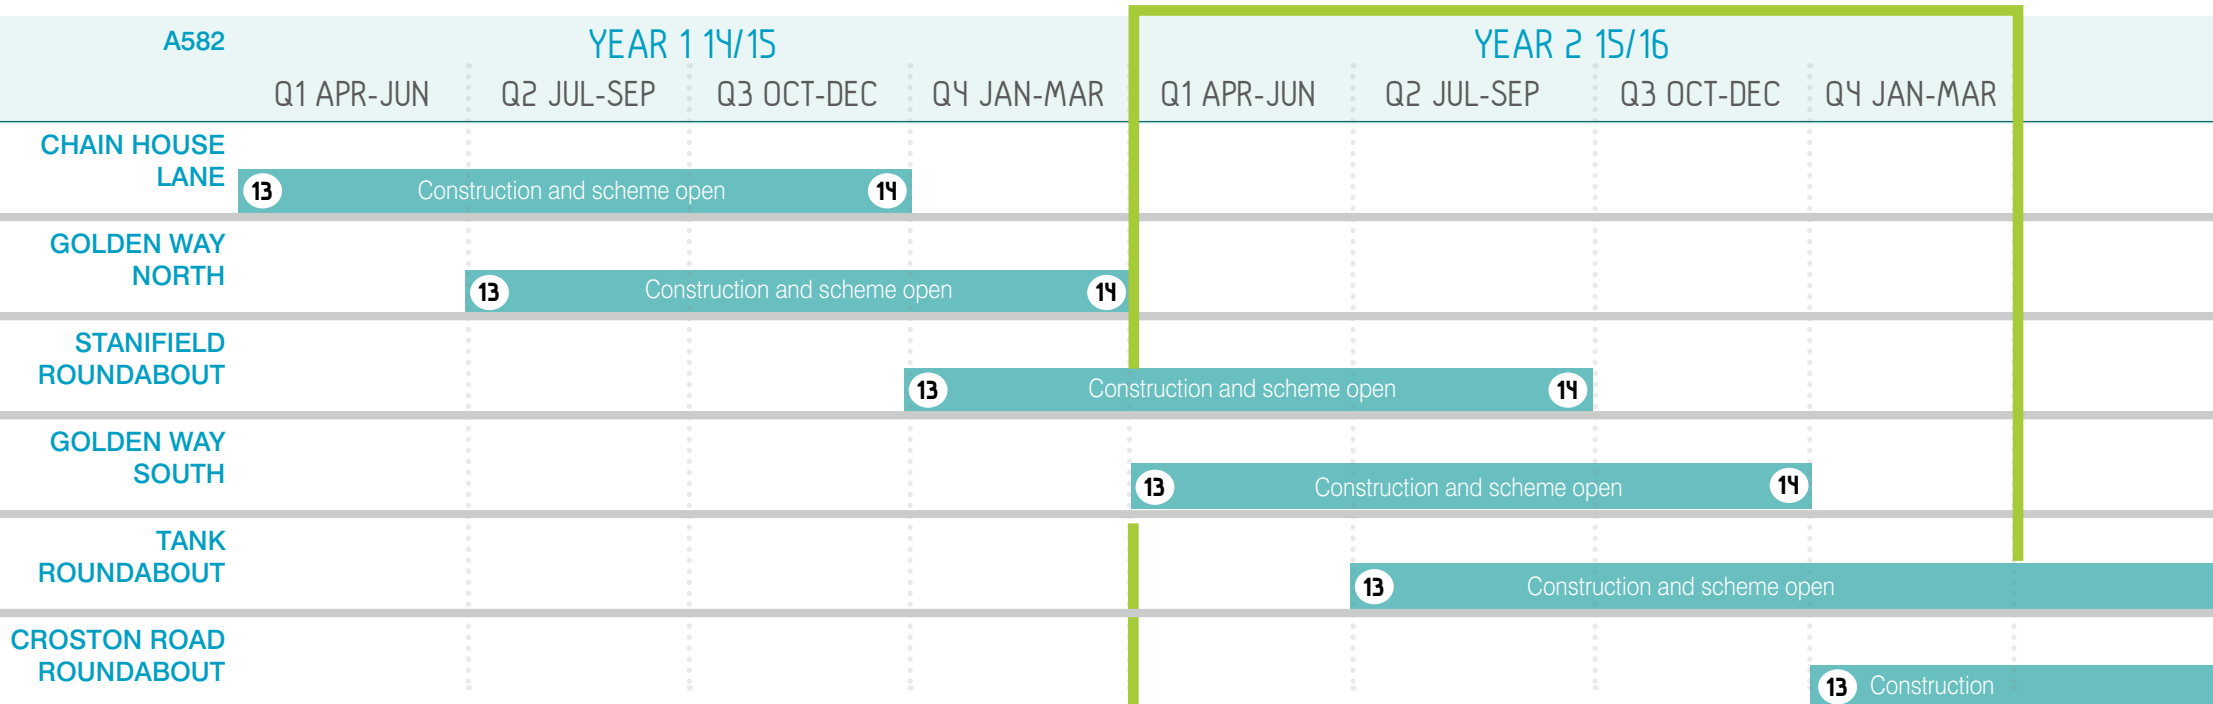 A582
YEAR 1 14/15
YEAR 2 15/16
Q1 APR-JUN
Q2 JUL-SEP
Q3 OCT-DEC
Q4 JAN-MAR
Q1 APR-JUN
Q2 JUL-SEP
Q3 OCT-DEC
Q4 JAN-MAR
CHAIN HOUSE
LANE
13
Construction and scheme open
14
GOLDEN WAY
NORTH
13
Construction and scheme open
14
STANIFIELD
ROUNDABOUT
13
Construction and scheme open
14
GOLDEN WAY
SOUTH
13
Construction and scheme open
14
TANK
ROUNDABOUT
13
Construction and scheme open
CROSTON ROAD
ROUNDABOUT
13
Construction